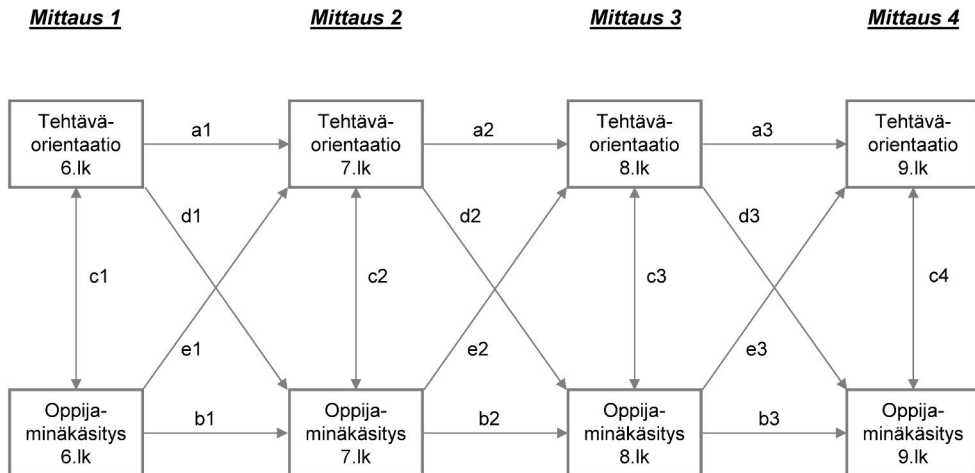 Mittaus 1 Mittaus 2 Mittaus 3 Mittaus 4
Tehtävä-
orientaatio
6.lk
a1
Tehtävä-
orientaatio
7.lk
a2
Tehtävä-
orientaatio
8.lk
a3
Tehtävä-
orientaatio
9.lk
d1 d2 d3
c1 c2 c3 c4
e1 e2 e3
Oppija-
minäkäsitys
6.lk
b1
Oppija-
minäkäsitys
7.lk
b2
Oppija-
minäkäsitys
8.lk
b3
Oppija-
minäkäsitys
9.lk